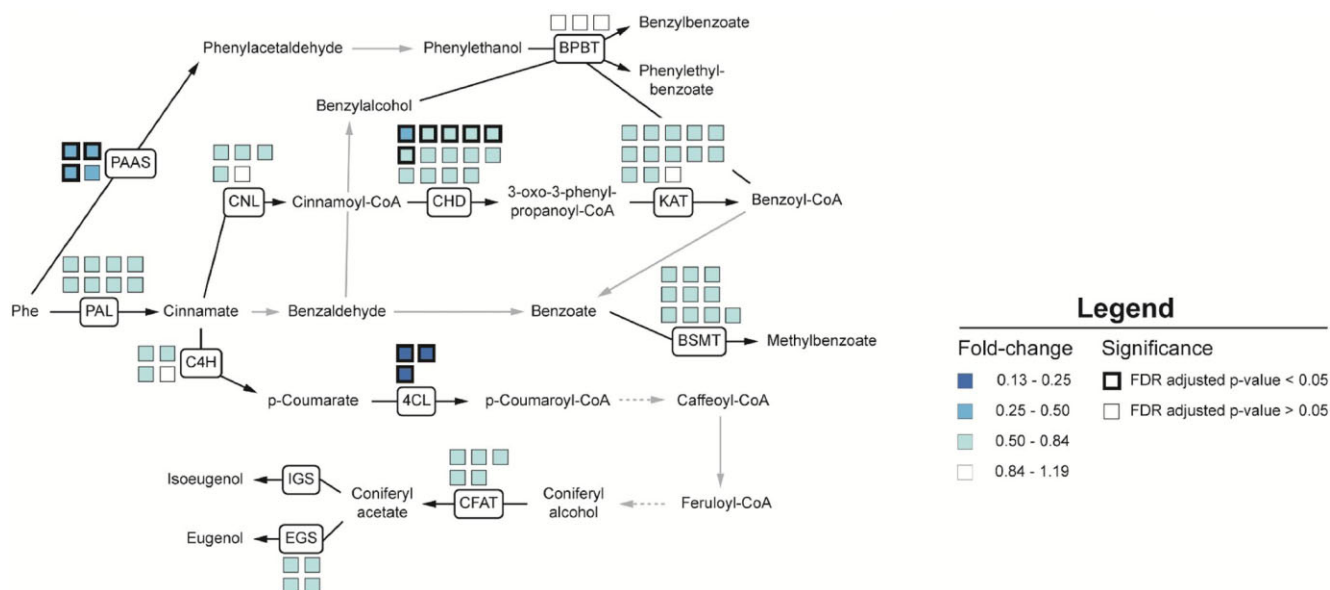 Benzylbenzoate
Phenylacetaldehyde
Phenylethanol
BPBT
Phenylethyl-
benzoate
Benzylalcohol
PAAS
CNL
Cinnamoyl-CoA
CHD
3-oxo-3-phenyl-
propanoyl-CoA
KAT
Benzoyl-CoA
Phe
PAL
Cinnamate
Benzaldehyde
Benzoate
BSMT
Methylbenzoate
C4H
p-Coumarate
4CL
p-Coumaroyl-CoA
Caffeoyl-CoA
Isoeugenol
IGS
Coniferyl
acetate
CFAT
Coniferyl
alcohol
Feruloyl-CoA
Eugenol
EGS
Legend
Fold-change
0.13 - 0.25
0.25 - 0.50
0.50 - 0.84
0.84 - 1.19
Significance
FDR adjusted p-value < 0.05
FDR adjusted p-value > 0.05